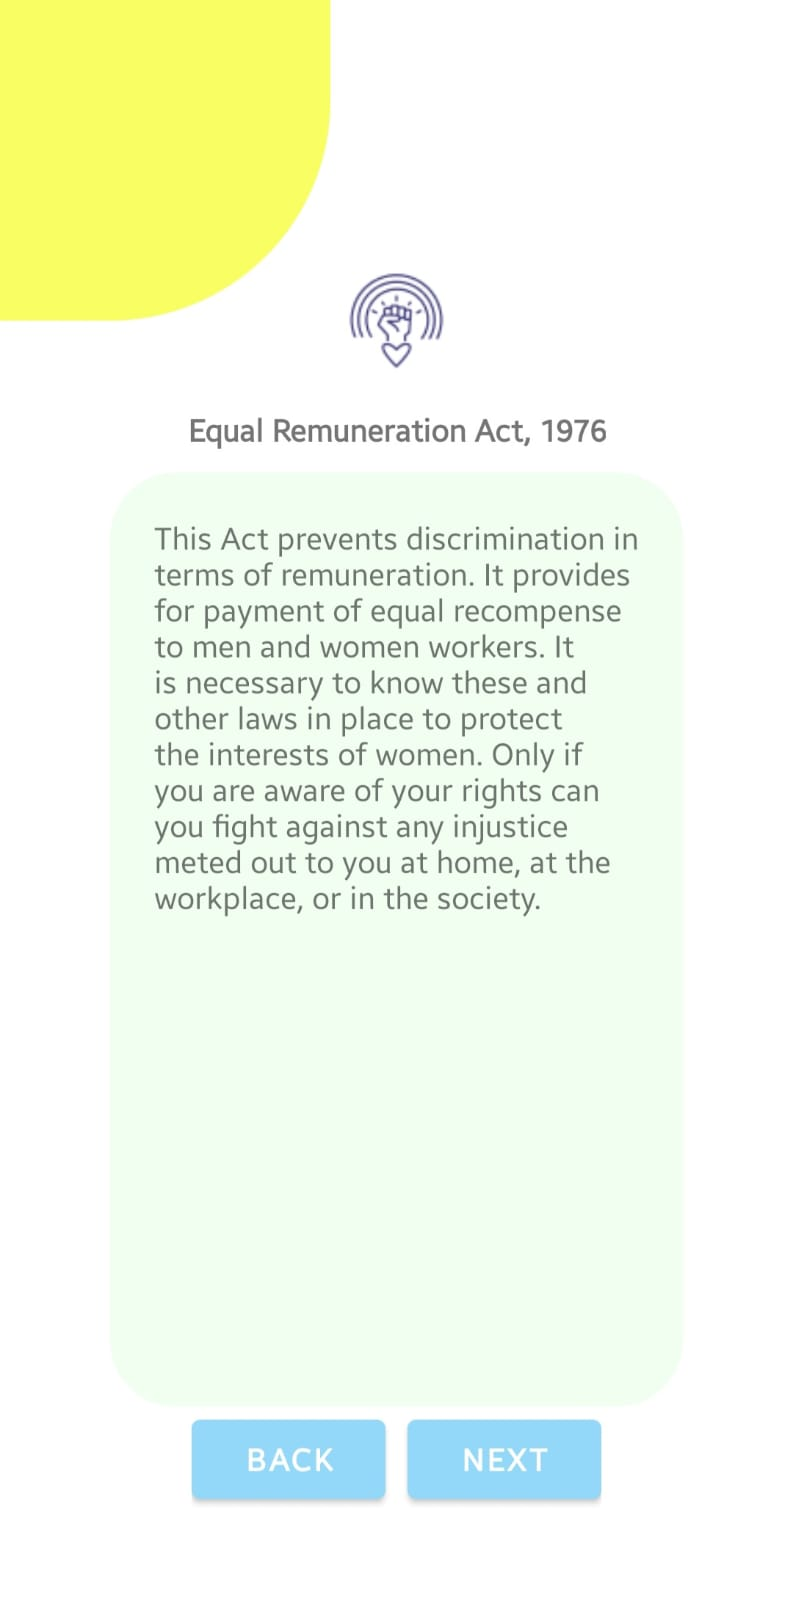 Equal Remuneration Act, 1976
This Act prevents discrimination in
terms of remuneration. It provides
for payment of equal recompense
to men and women workers. It
is necessary to know these and
other laws in place to protect
the interests of women. Only if
you are aware of your rights can
you fight against any injustice
meted out to you at home, at the
workplace, or in the society.
BACK NEXT